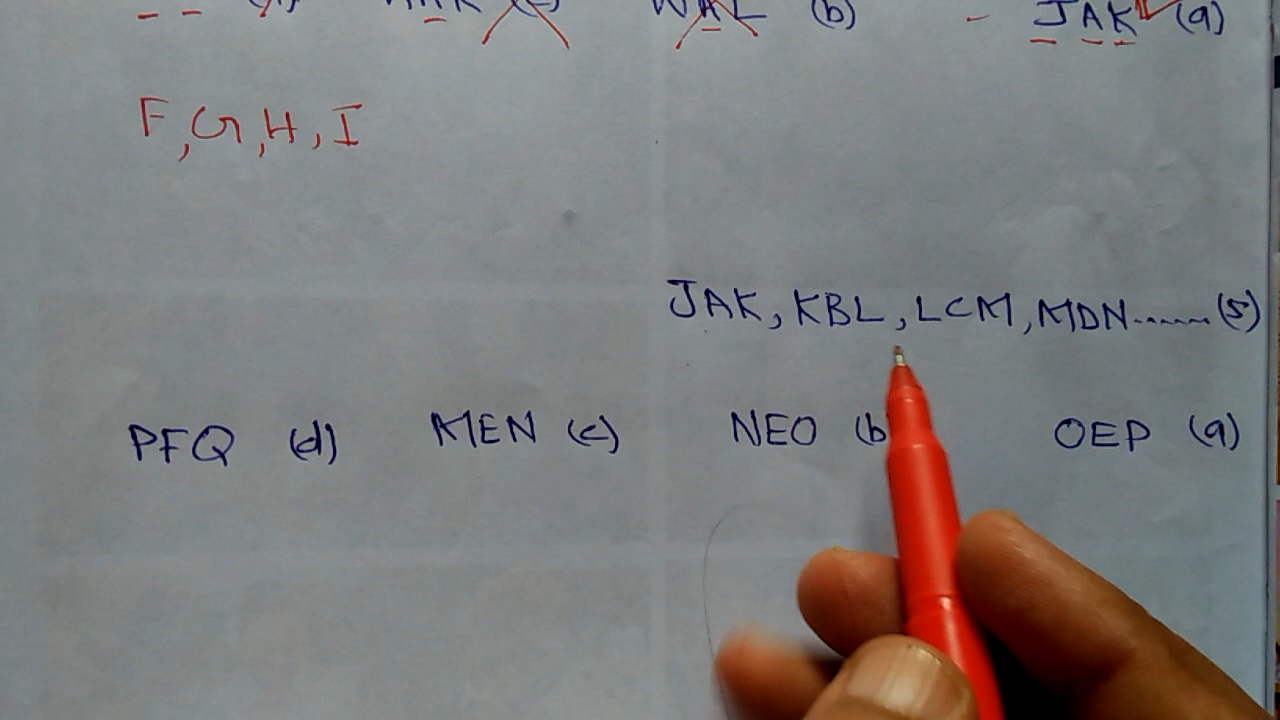 JAK (a)
F, G, H, I
JAK, KBL, LCM, MDN...... (5)
PFQ (d) MEN (c) NEO (b OEP (a)